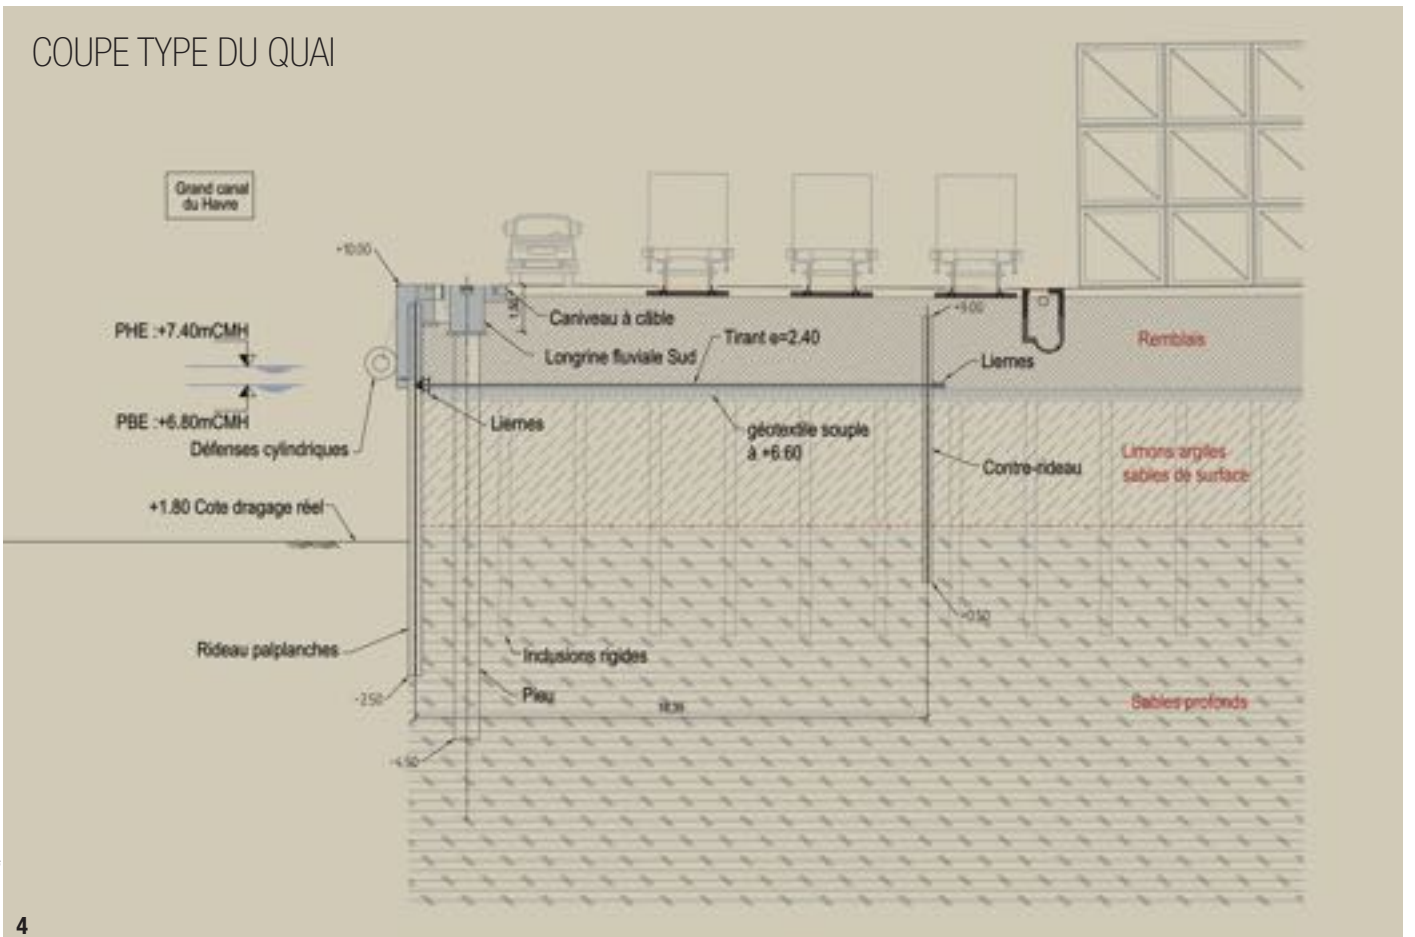 COUPE TYPE DU QUAI
Grand canal
du Havre
+10.00
PHE :+7.40mCMH
PBE :+6.80mCMH
Défenses cylindriques
+1.80 Cote dragage réel
Rideau palplanches
-2.50
-4.50
Caniveau à câble
Longrine fluviale Sud
Tirant e=2.40
+9.00
Liernes
Remblais
Liernes
géotextile souple
à +6.60
Contre-rideau
Limons argiles
sables de surface
Inclusions rigides
Pieu
Sables profonds
4